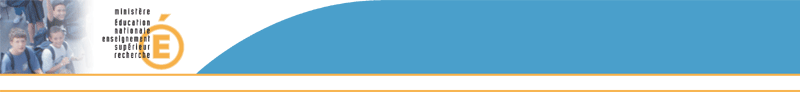 ministère
éducation
nationale
enseignement
supérieur
recherche
É